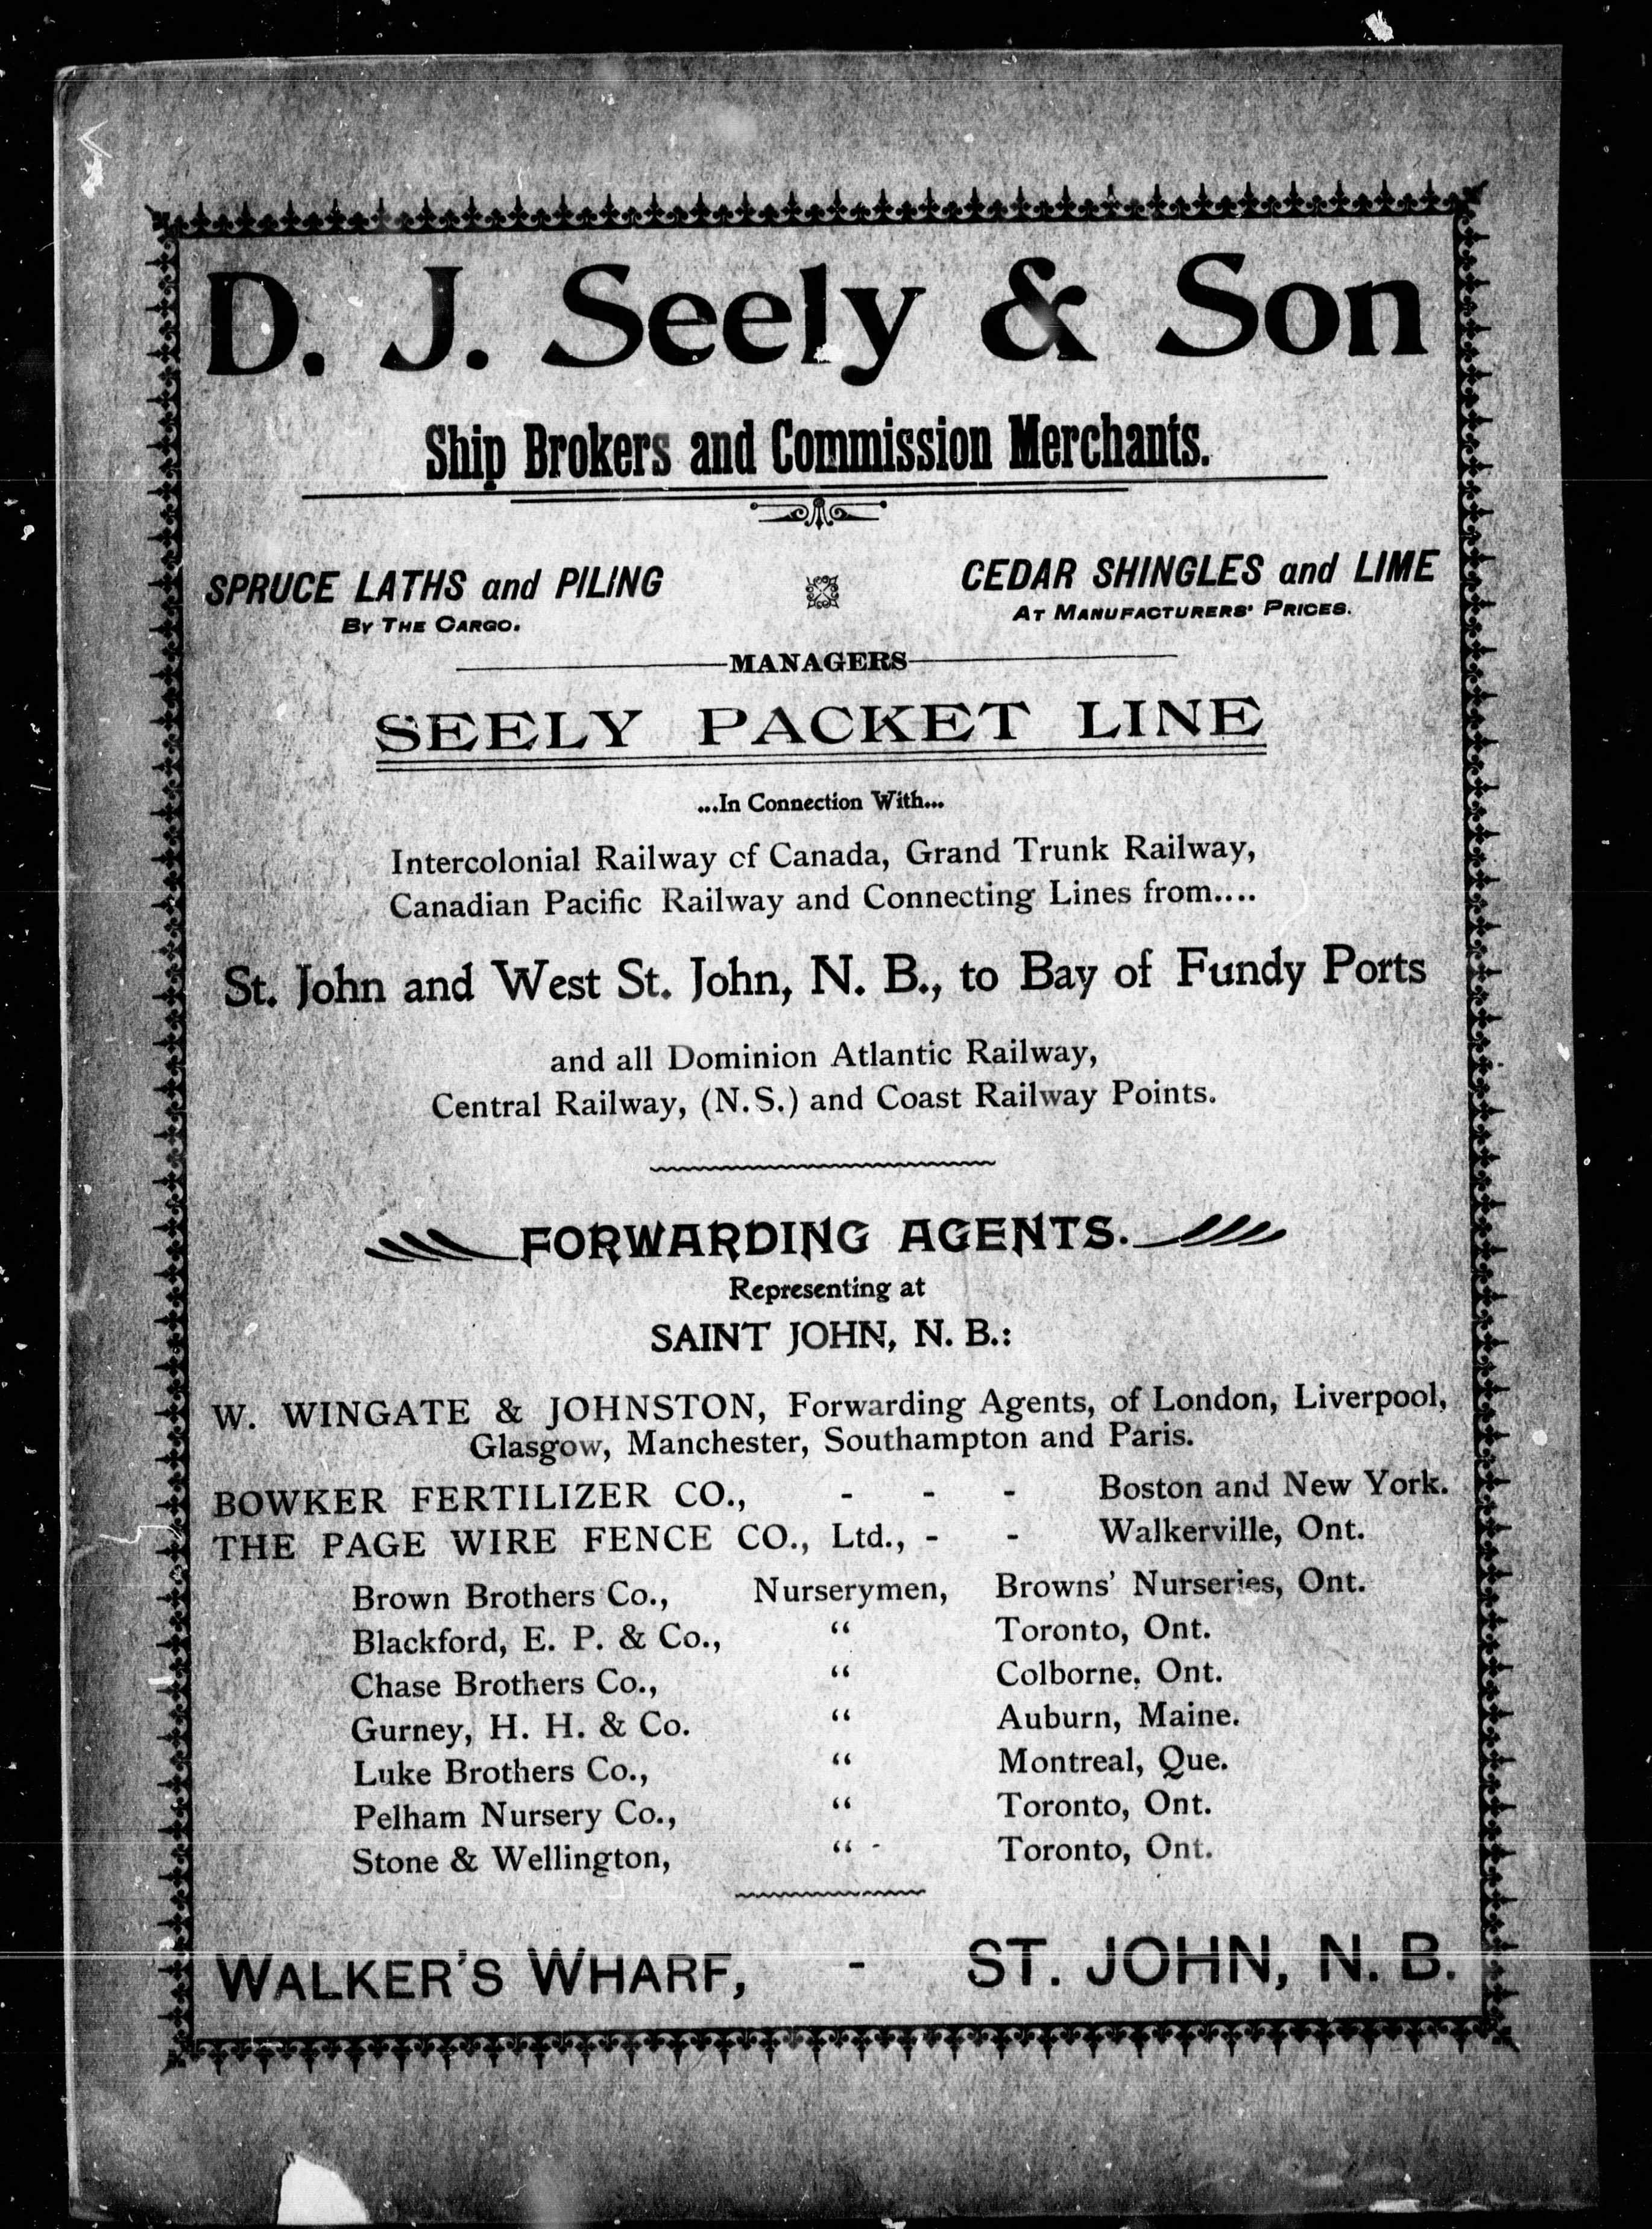 D. J. Seely & Son
Ship Brokers and Commission Merchants.
SPRUCE LATHS and PILING
BY THE CARGO.
CEDAR SHINGLES and LIME
AT MANUFACTURERS' PRICES.
MANAGERS
SEELY PACKET LINE
...In Connection With...
Intercolonial Railway of Canada, Grand Trunk Railway,
Canadian Pacific Railway and Connecting Lines from....
St. John and West St. John, N. B., to Bay of Fundy Ports
and all Dominion Atlantic Railway,
Central Railway, (N.S.) and Coast Railway Points.
FORWARDING AGENTS.
Representing at
SAINT JOHN, N. B.:
W. WINGATE & JOHNSTON, Forwarding Agents, of London, Liverpool,
Glasgow, Manchester, Southampton and Paris.
BOWKER FERTILIZER CO., - - - Boston and New York.
THE PAGE WIRE FENCE CO., Ltd., - - Walkerville, Ont.
Brown Brothers Co., Nurserymen, Browns' Nurseries, Ont.
Blackford, E. P. & Co., “ Toronto, Ont.
Chase Brothers Co., “ Colborne, Ont.
Gurney, H. H. & Co. “ Auburn, Maine.
Luke Brothers Co., “ Montreal, Que.
Pelham Nursery Co., “ Toronto, Ont.
Stone & Wellington, “ - Toronto, Ont.
WALKER'S WHARF, - ST. JOHN, N. B.